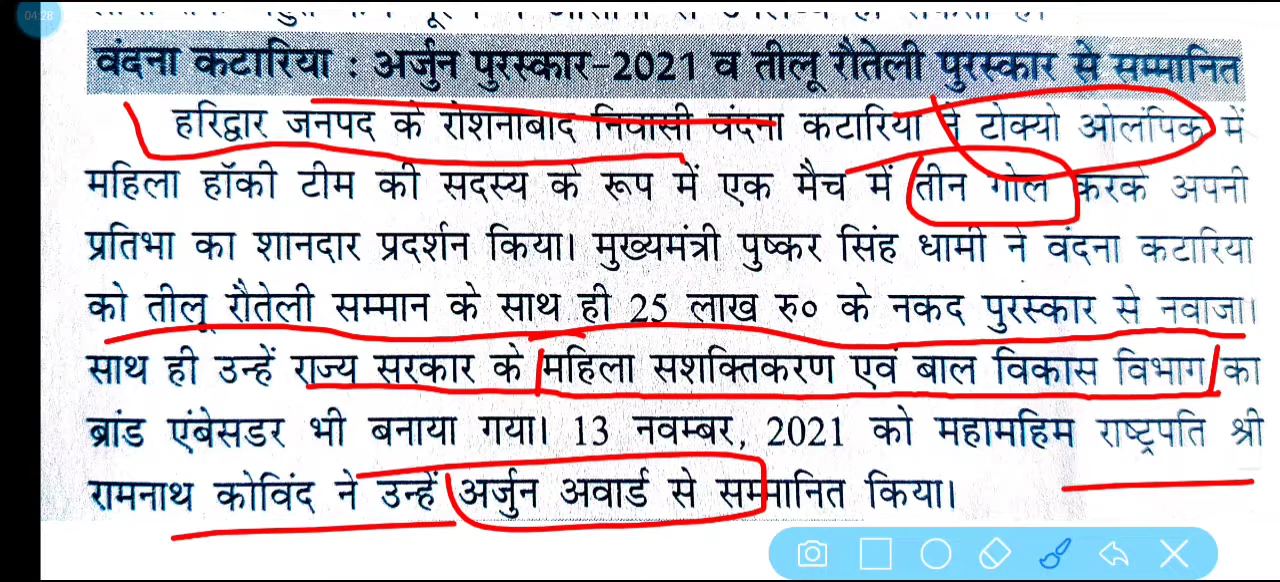 04:28
वंदना कटारिया : अर्जुन पुरस्कार-2021 व तीलू रौतेली पुरस्कार से सम्मानित
हरिद्वार जनपद के रोशनाबाद निवासी वंदना कटारिया ने टोक्यो ओलंपिक में
महिला हॉकी टीम की सदस्य के रूप में एक मैच में तीन गोल करके अपनी
प्रतिभा का शानदार प्रदर्शन किया। मुख्यमंत्री पुष्कर सिंह धामी ने वंदना कटारिया
को तीलू रौतेली सम्मान के साथ ही 25 लाख रु० के नकद पुरस्कार से नवाजा।
साथ ही उन्हें राज्य सरकार के महिला सशक्तिकरण एवं बाल विकास विभाग का
ब्रांड एंबेसडर भी बनाया गया। 13 नवम्बर, 2021 को महामहिम राष्ट्रपति श्री
रामनाथ कोविंद ने उन्हें अर्जुन अवार्ड से सम्मानित किया।